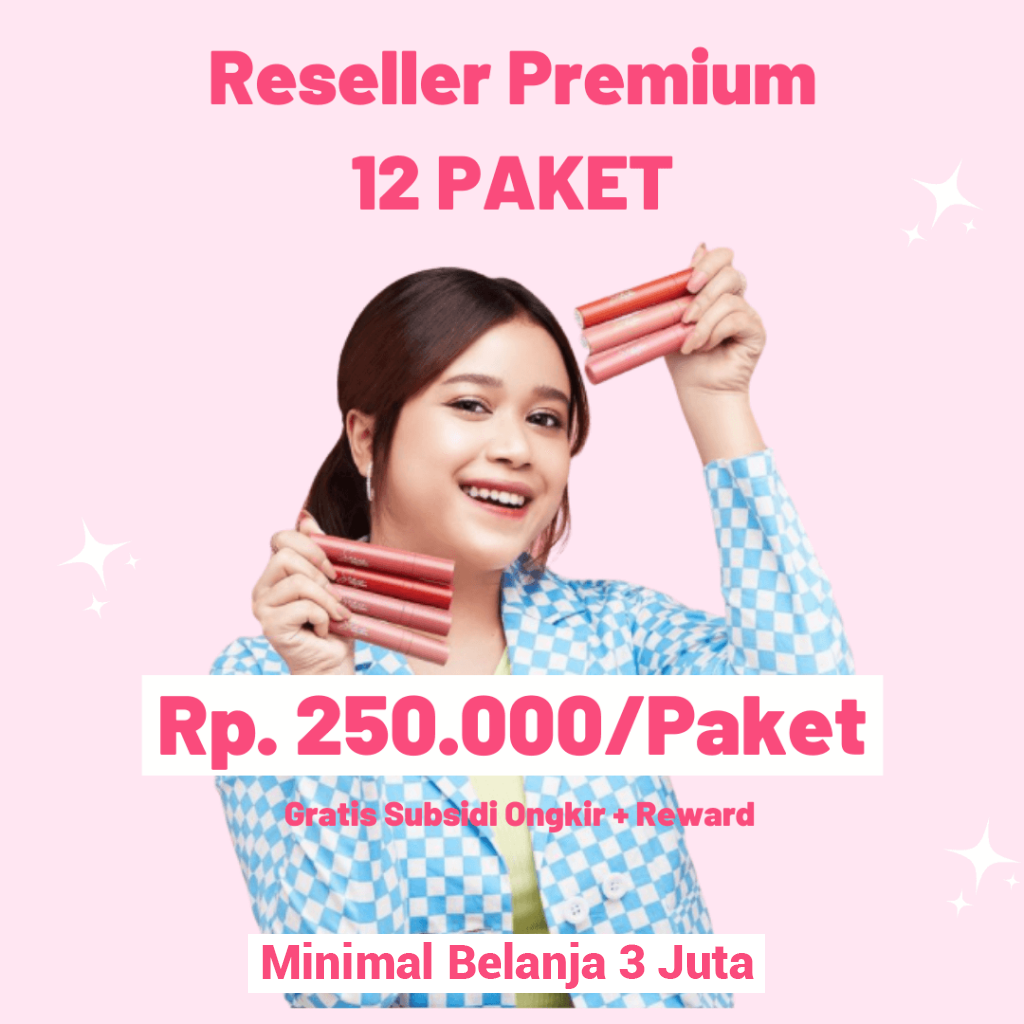 Reseller Premium
12 PAKET
Rp. 250.000/Paket
Gratis Subsidi Ongkir + Reward
Minimal Belanja 3 Juta